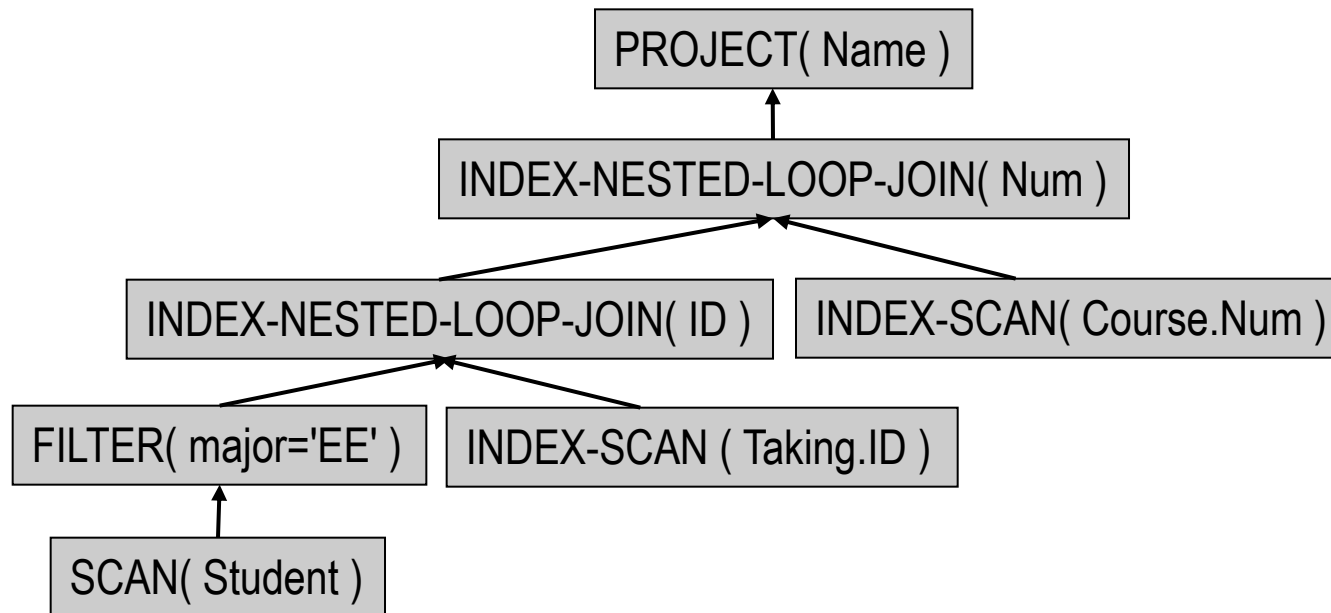 PROJECT( Name )
INDEX-NESTED-LOOP-JOIN( Num )
INDEX-NESTED-LOOP-JOIN( ID )
INDEX-SCAN( Course.Num )
FILTER( major='EE' )
INDEX-SCAN ( Taking.ID )
SCAN( Student )